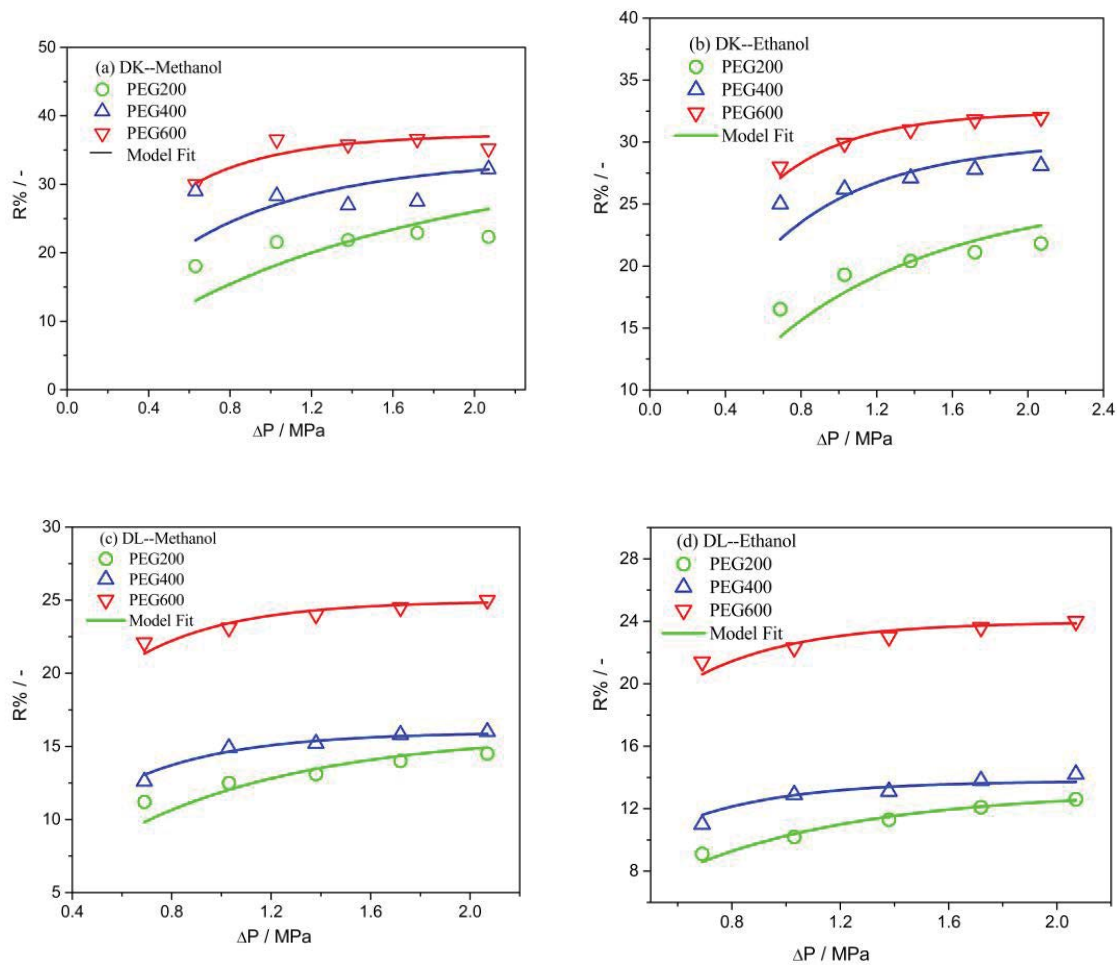 (a) DK--Methanol
PEG200
PEG400
PEG600
Model Fit
R% / -
50
40
30
20
10
0
0.0 0.4 0.8 1.2 1.6 2.0
ΔP / MPa
(b) DK--Ethanol
PEG200
PEG400
PEG600
Model Fit
R% / -
40
35
30
25
20
15
10
0.0 0.4 0.8 1.2 1.6 2.0 2.4
ΔP / MPa
(c) DL--Methanol
PEG200
PEG400
PEG600
Model Fit
R% / -
30
25
20
15
10
5
0.4 0.8 1.2 1.6 2.0
ΔP / MPa
(d) DL--Ethanol
PEG200
PEG400
PEG600
Model Fit
R% / -
28
24
20
16
12
8
0.8 1.2 1.6 2.0
ΔP / MPa